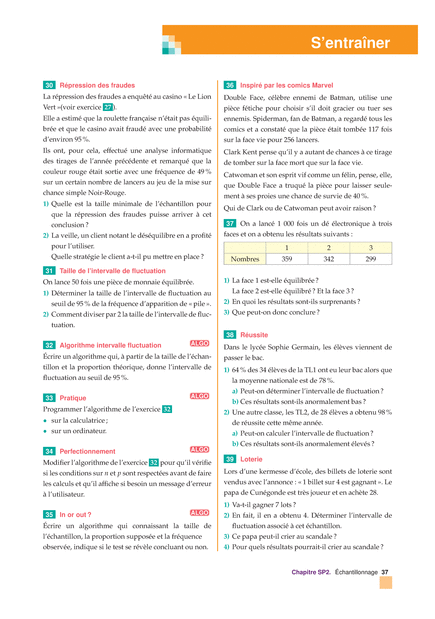 S'entraîner
30 Répression des fraudes
La répression des fraudes a enquêté au casino « Le Lion
Vert »(voir exercice 27).
Elle a estimé que la roulette française n'était pas équili-
brée et que le casino avait fraudé avec une probabilité
d'environ 95 %.
Ils ont, pour cela, effectué une analyse informatique
des tirages de l'année précédente et remarqué que la
couleur rouge était sortie avec une fréquence de 49 %
sur un certain nombre de lancers au jeu de la mise sur
chance simple Noir-Rouge.
1) Quelle est la taille minimale de l'échantillon pour
que la répression des fraudes puisse arriver à cet
conclusion ?
2) La veille, un client notant le déséquilibre en a profité
pour l'utiliser.
Quelle stratégie le client a-t-il pu mettre en place ?
31 Taille de l'intervalle de fluctuation
On lance 50 fois une pièce de monnaie équilibrée.
1) Déterminer la taille de l'intervalle de fluctuation au
seuil de 95 % de la fréquence d'apparition de « pile ».
2) Comment diviser par 2 la taille de l'intervalle de fluc-
tuation.
32 Algorithme intervalle fluctuation ALGO
Écrire un algorithme qui, à partir de la taille de l'échan-
tillon et la proportion théorique, donne l'intervalle de
fluctuation au seuil de 95 %.
33 Pratique ALGO
Programmer l'algorithme de l'exercice 32
• sur la calculatrice ;
• sur un ordinateur.
34 Perfectionnement ALGO
Modifier l'algorithme de l'exercice 32 pour qu'il vérifie
si les conditions sur n et p sont respectées avant de faire
les calculs et qu'il affiche si besoin un message d'erreur
à l'utilisateur.
35 In or out ? ALGO
Écrire un algorithme qui connaissant la taille de
l'échantillon, la proportion supposée et la fréquence
observée, indique si le test se révèle concluant ou non.
36 Inspiré par les comics Marvel
Double Face, célèbre ennemi de Batman, utilise une
pièce fétiche pour choisir s'il doit gracier ou tuer ses
ennemis. Spiderman, fan de Batman, a regardé tous les
comics et a constaté que la pièce était tombée 117 fois
sur la face vie pour 256 lancers.
Clark Kent pense qu'il y a autant de chances à ce tirage
de tomber sur la face mort que sur la face vie.
Catwoman et son esprit vif comme un félin, pense, elle,
que Double Face a truqué la pièce pour laisser seule-
ment à ses proies une chance de survie de 40 %.
Qui de Clark ou de Catwoman peut avoir raison ?
37 On a lancé 1 000 fois un dé électronique à trois
faces et on a obtenu les résultats suivants :
1 2 3
Nombres 359 342 299
1) La face 1 est-elle équilibrée ?
La face 2 est-elle équilibré ? Et la face 3 ?
2) En quoi les résultats sont-ils surprenants ?
3) Que peut-on donc conclure ?
38 Réussite
Dans le lycée Sophie Germain, les élèves viennent de
passer le bac.
1) 64 % des 34 élèves de la TL1 ont eu leur bac alors que
la moyenne nationale est de 78 %.
a) Peut-on déterminer l'intervalle de fluctuation ?
b) Ces résultats sont-ils anormalement bas ?
2) Une autre classe, les TL2, de 28 élèves a obtenu 98 %
de réussite cette même année.
a) Peut-on calculer l'intervalle de fluctuation ?
b) Ces résultats sont-ils anormalement élevés ?
39 Loterie
Lors d'une kermesse d'école, des billets de loterie sont
vendus avec l'annonce : « 1 billet sur 4 est gagnant ». Le
papa de Cunégonde est très joueur et en achète 28.
1) Va-t-il gagner 7 lots ?
2) En fait, il en a obtenu 4. Déterminer l'intervalle de
fluctuation associé à cet échantillon.
3) Ce papa peut-il crier au scandale ?
4) Pour quels résultats pourrait-il crier au scandale ?
Chapitre SP2. Échantillonnage 37